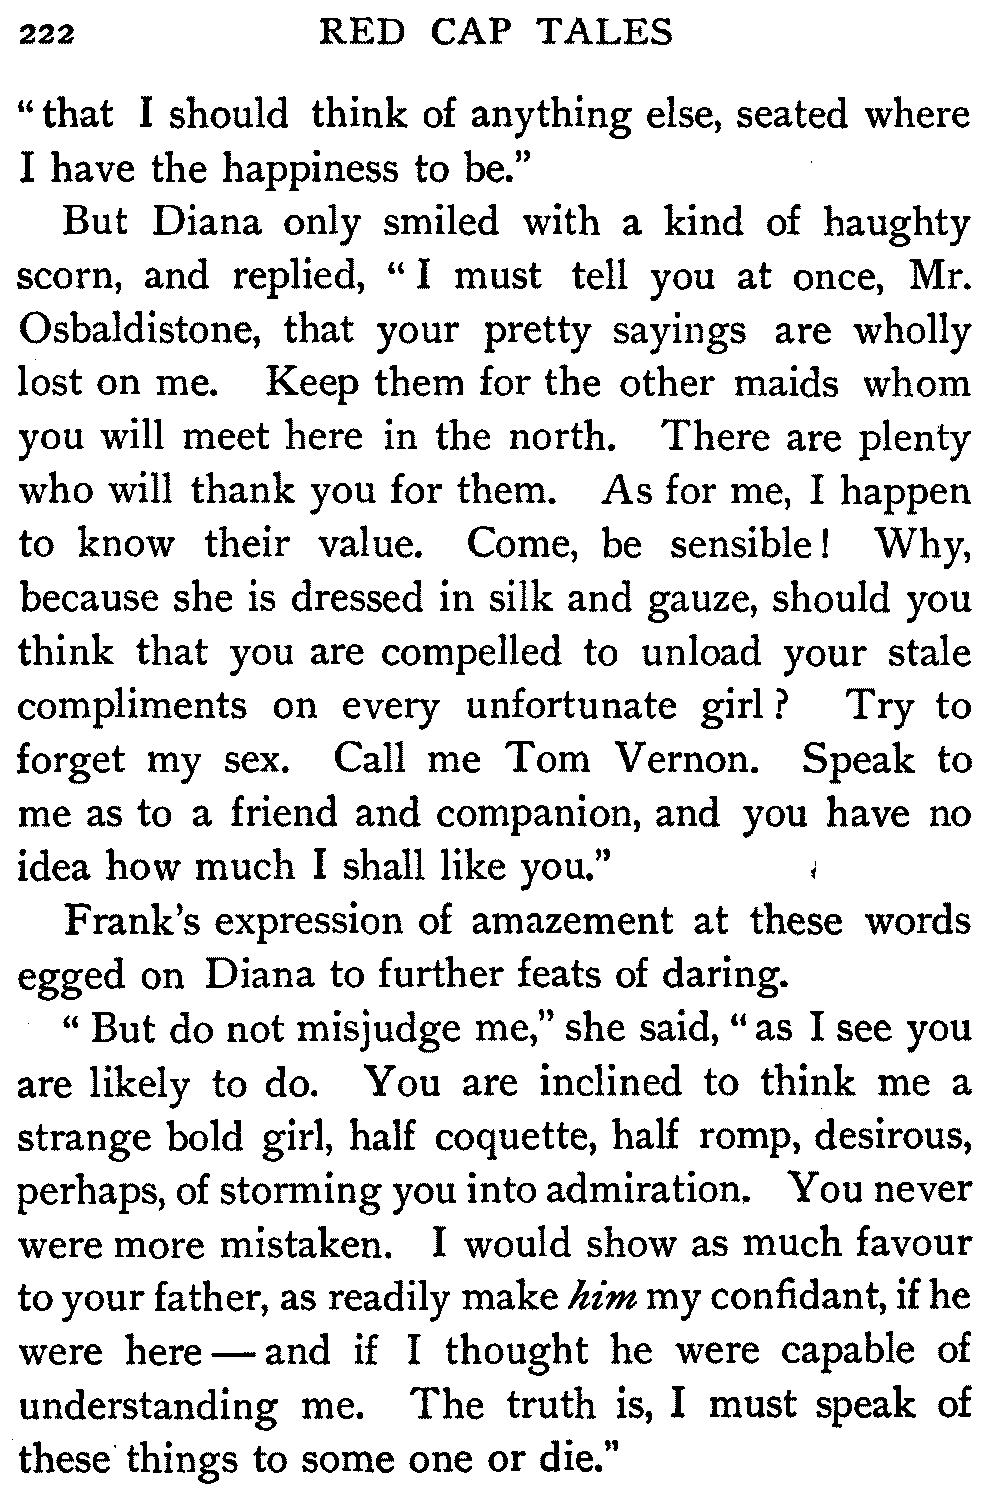 222 RED CAP TALES
“that I should think of anything else, seated where
I have the happiness to be.”
But Diana only smiled with a kind of haughty
scorn, and replied, “I must tell you at once, Mr.
Osbaldistone, that your pretty sayings are wholly
lost on me. Keep them for the other maids whom
you will meet here in the north. There are plenty
who will thank you for them. As for me, I happen
to know their value. Come, be sensible! Why,
because she is dressed in silk and gauze, should you
think that you are compelled to unload your stale
compliments on every unfortunate girl? Try to
forget my sex. Call me Tom Vernon. Speak to
me as to a friend and companion, and you have no
idea how much I shall like you.”
Frank’s expression of amazement at these words
egged on Diana to further feats of daring.
“But do not misjudge me,” she said, “as I see you
are likely to do. You are inclined to think me a
strange bold girl, half coquette, half romp, desirous,
perhaps, of storming you into admiration. You never
were more mistaken. I would show as much favour
to your father, as readily make him my confidant, if he
were here — and if I thought he were capable of
understanding me. The truth is, I must speak of
these things to some one or die.”